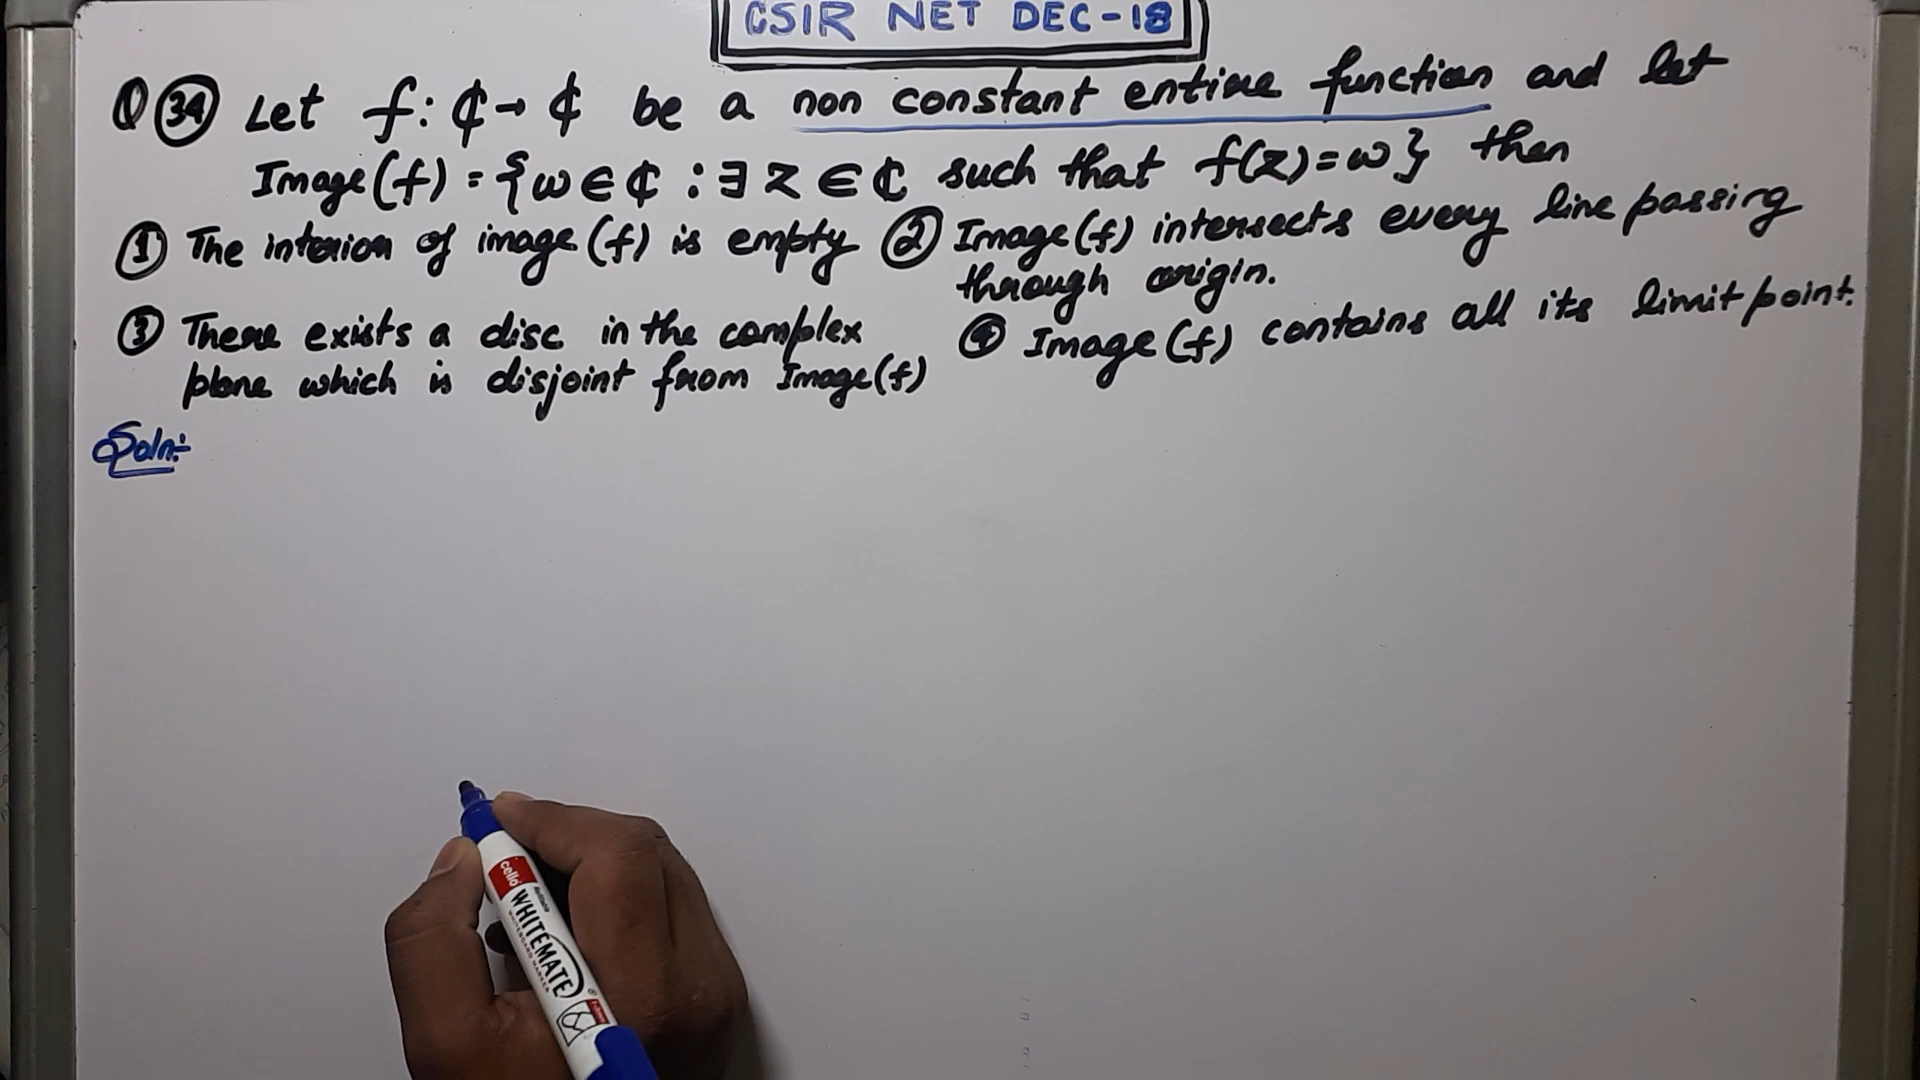 CSIR NET DEC-18
Q 34 Let f: ₵→ ₵ be a non constant entire function and let
Image(f) = {ω ∈ ₵ : ∃ z ∈ ₵ such that f(z)=ω} then
① The interior of image(f) is empty ② Image(f) intersects every line passing
through origin.
③ There exists a disc in the complex
plane which is disjoint from Image(f)
④ Image(f) contains all its limit point.
Soln:-
cello
WHITEMATE